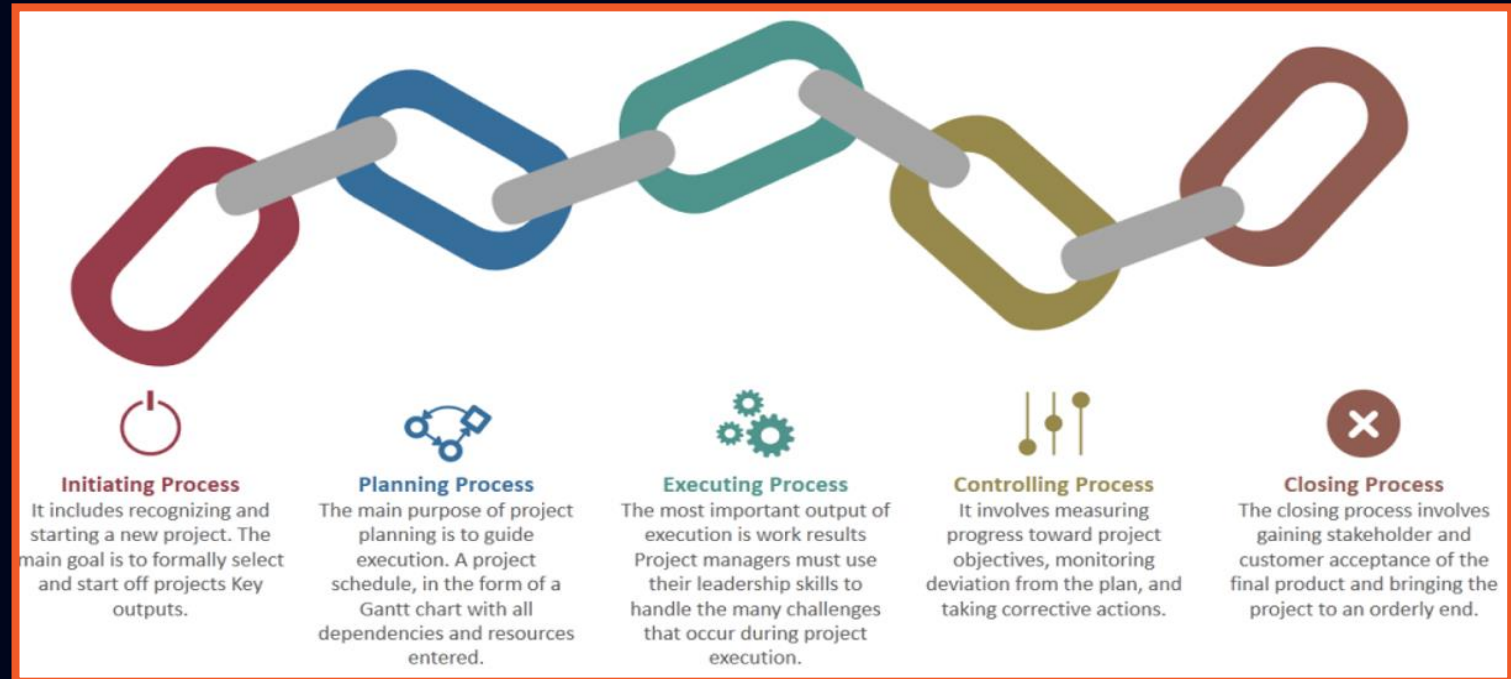 Initiating Process
It includes recognizing and
starting a new project. The
main goal is to formally select
and start off projects Key
outputs.
Planning Process
The main purpose of project
planning is to guide
execution. A project
schedule, in the form of a
Gantt chart with all
dependencies and resources
entered.
Executing Process
The most important output of
execution is work results
Project managers must use
their leadership skills to
handle the many challenges
that occur during project
execution.
Controlling Process
It involves measuring
progress toward project
objectives, monitoring
deviation from the plan, and
taking corrective actions.
Closing Process
The closing process involves
gaining stakeholder and
customer acceptance of the
final product and bringing the
project to an orderly end.